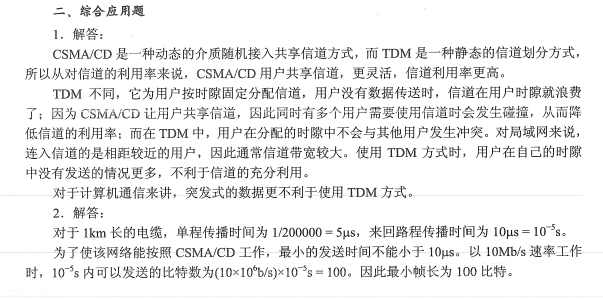 二、综合应用题
1．解答：
CSMA/CD 是一种动态的介质随机接入共享信道方式，而 TDM 是一种静态的信道划分方式，
所以从对信道的利用率来说，CSMA/CD 用户共享信道，更灵活，信道利用率更高。
TDM 不同，它为用户按时隙固定分配信道，用户没有数据传送时，信道在用户时隙就浪费
了；因为 CSMA/CD 让用户共享信道，因此同时有多个用户需要使用信道时会发生碰撞，从而降
低信道的利用率；而在 TDM 中，用户在分配的时隙中不会与其他用户发生冲突。对局域网来说，
连入信道的是相距较近的用户，因此通常信道带宽较大。使用 TDM 方式时，用户在自己的时隙
中没有发送的情况更多，不利于信道的充分利用。
对于计算机通信来讲，突发式的数据更不利于使用 TDM 方式。
2．解答：
对于 1km 长的电缆，单程传播时间为 1/200000 = 5μs，来回路程传播时间为 10μs = 10⁻⁵s。
为了使该网络能按照 CSMA/CD 工作，最小的发送时间不能小于 10μs。以 10Mb/s 速率工作
时，10⁻⁵s 内可以发送的比特数为(10×10⁶b/s)×10⁻⁵s = 100。因此最小帧长为 100 比特。